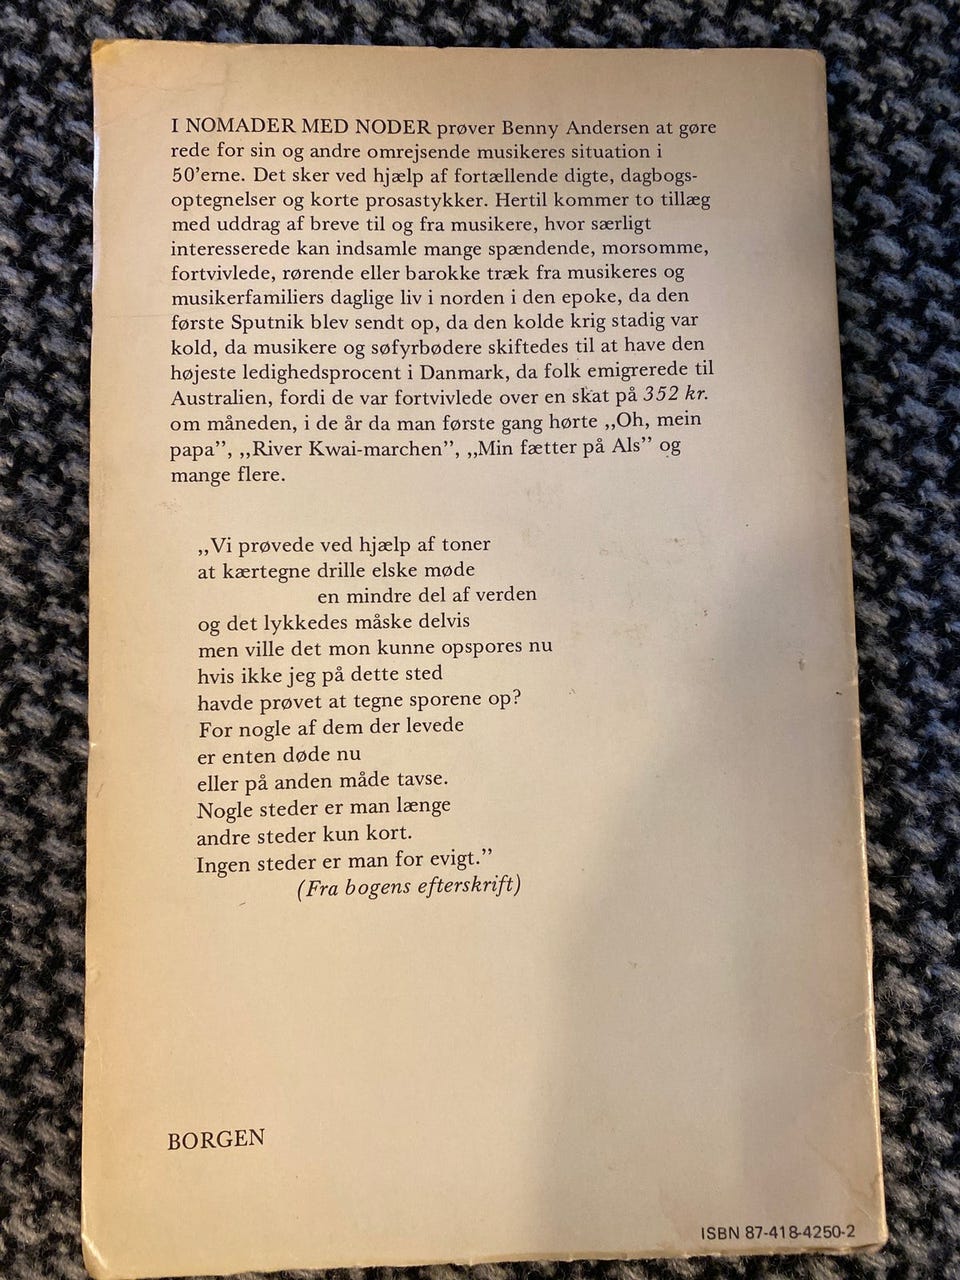 I NOMADER MED NODER prøver Benny Andersen at gøre
rede for sin og andre omrejsende musikeres situation i
50'erne. Det sker ved hjælp af fortællende digte, dagbogs-
optegnelser og korte prosastykker. Hertil kommer to tillæg
med uddrag af breve til og fra musikere, hvor særligt
interesserede kan indsamle mange spændende, morsomme,
fortvivlede, rørende eller barokke træk fra musikeres og
musikerfamiliers daglige liv i norden i den epoke, da den
første Sputnik blev sendt op, da den kolde krig stadig var
kold, da musikere og søfyrbødere skiftedes til at have den
højeste ledighedsprocent i Danmark, da folk emigrerede til
Australien, fordi de var fortvivlede over en skat på 352 kr.
om måneden, i de år da man første gang hørte ,,Oh, mein
papa”, ,,River Kwai-marchen”, ,,Min fætter på Als” og
mange flere.
,,Vi prøvede ved hjælp af toner
at kærtegne drille elske møde
en mindre del af verden
og det lykkedes måske delvis
men ville det mon kunne opspores nu
hvis ikke jeg på dette sted
havde prøvet at tegne sporene op?
For nogle af dem der levede
er enten døde nu
eller på anden måde tavse.
Nogle steder er man længe
andre steder kun kort.
Ingen steder er man for evigt.”
(Fra bogens efterskrift)
BORGEN
ISBN 87-418-4250-2